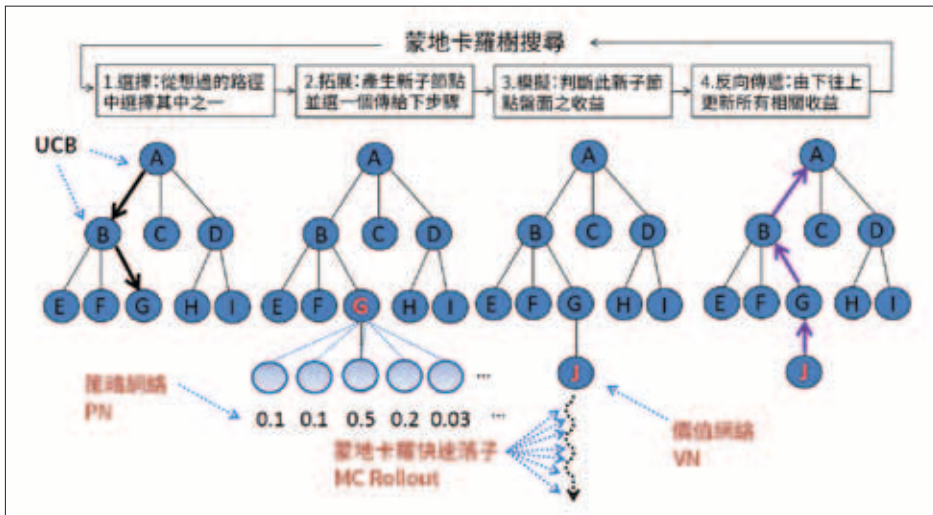 蒙地卡羅樹搜尋
1.選擇:從想過的路徑
中選擇其中之一
2.拓展:產生新子節點
並選一個傳給下步驟
3.模擬:判斷此新子節
點盤面之收益
4.反向傳遞:由下往上
更新所有相關收益
UCB
A
B C D
E F G H I
A
B C D
E F G H I
...
0.1 0.1 0.5 0.2 0.03 ...
策略網絡
PN
A
B C D
E F G H I
J
蒙地卡羅快速落子
MC Rollout
價值網絡
VN
A
B C D
E F G H I
J